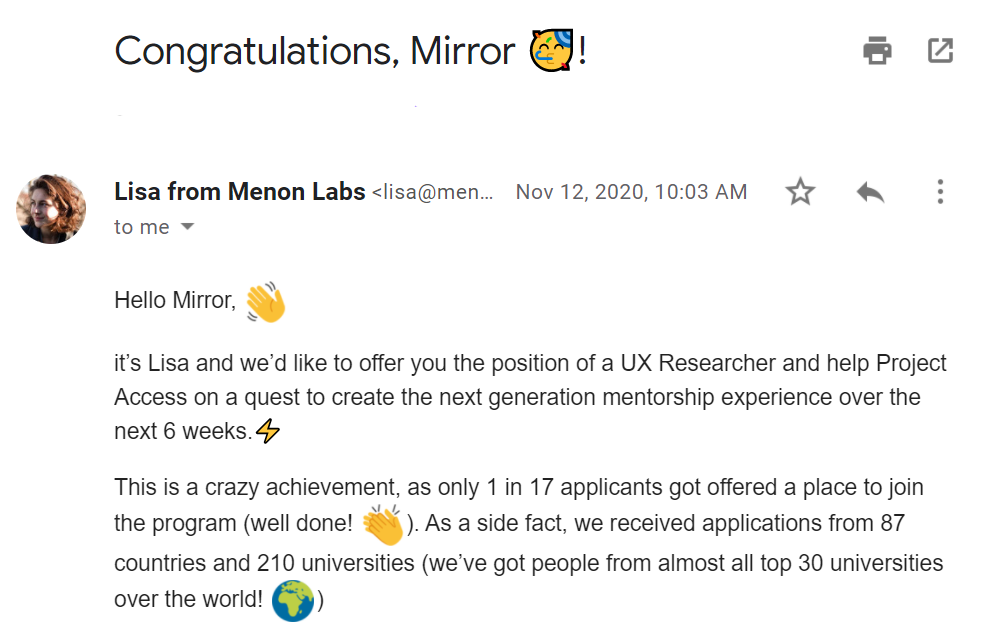 Congratulations, Mirror 🥳!
Lisa from Menon Labs <lisa@men... Nov 12, 2020, 10:03 AM
to me
Hello Mirror, 👋
it’s Lisa and we’d like to offer you the position of a UX Researcher and help Project
Access on a quest to create the next generation mentorship experience over the
next 6 weeks.⚡
This is a crazy achievement, as only 1 in 17 applicants got offered a place to join
the program (well done! 👏). As a side fact, we received applications from 87
countries and 210 universities (we’ve got people from almost all top 30 universities
over the world! 🌍)